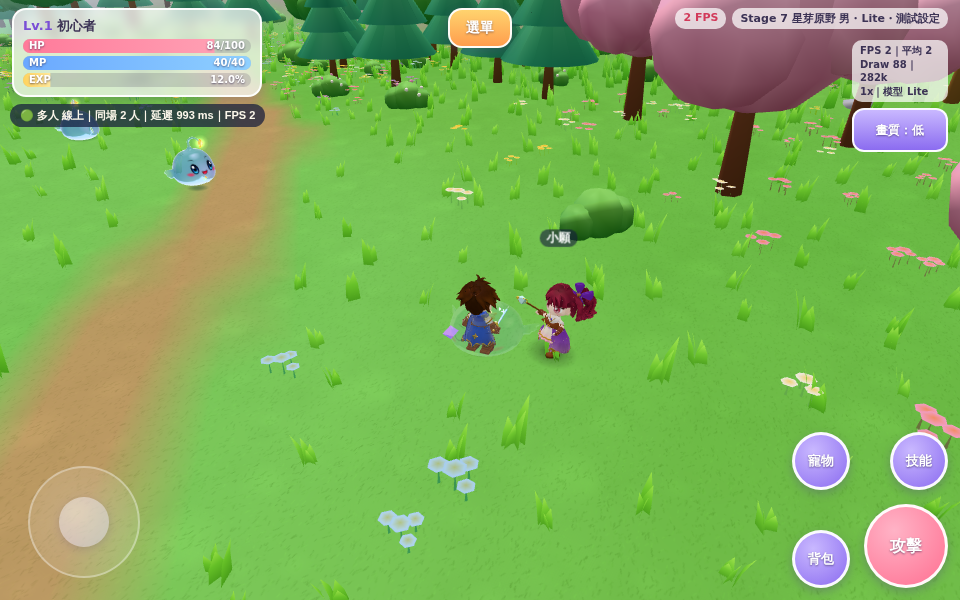 Lv.1 初心者
HP 84/100
MP 40/40
EXP 12.0%
多人 線上｜同場 2 人｜延遲 993 ms｜FPS 2
選單
2 FPS
Stage 7 星芽原野 男・Lite・測試設定
FPS 2｜平均 2
Draw 88｜
282k
1x｜模型 Lite
畫質：低
小願
寵物
技能
攻擊
背包